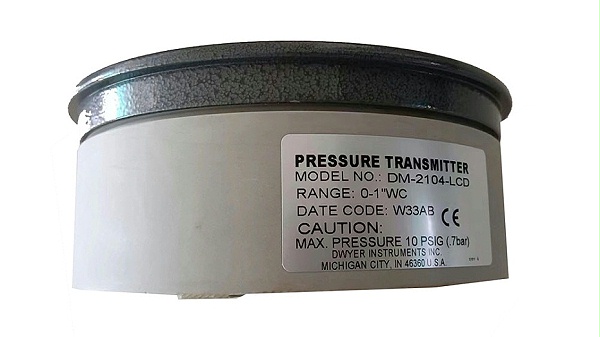 PRESSURE TRANSMITTER
MODEL NO.: DM-2104-LCD
RANGE: 0-1"WC
DATE CODE: W33AB CE
CAUTION:
MAX. PRESSURE 10 PSIG (.7bar)
DWYER INSTRUMENTS INC.
MICHIGAN CITY, IN 46360 U.S.A.